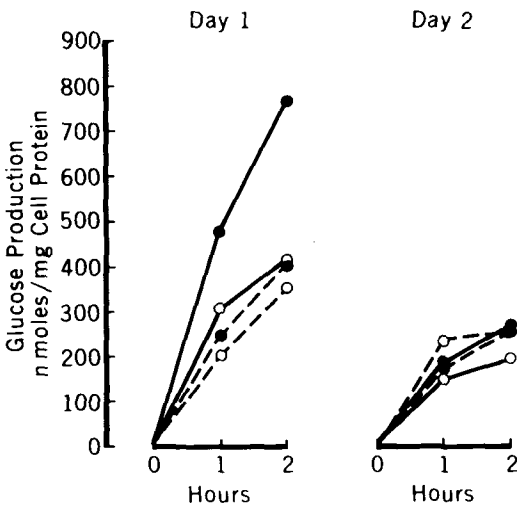 Day 1
Day 2
Glucose Production
n moles/mg Cell Protein
900
800
700
600
500
400
300
200
100
0
0 1 2
Hours
0 1 2
Hours